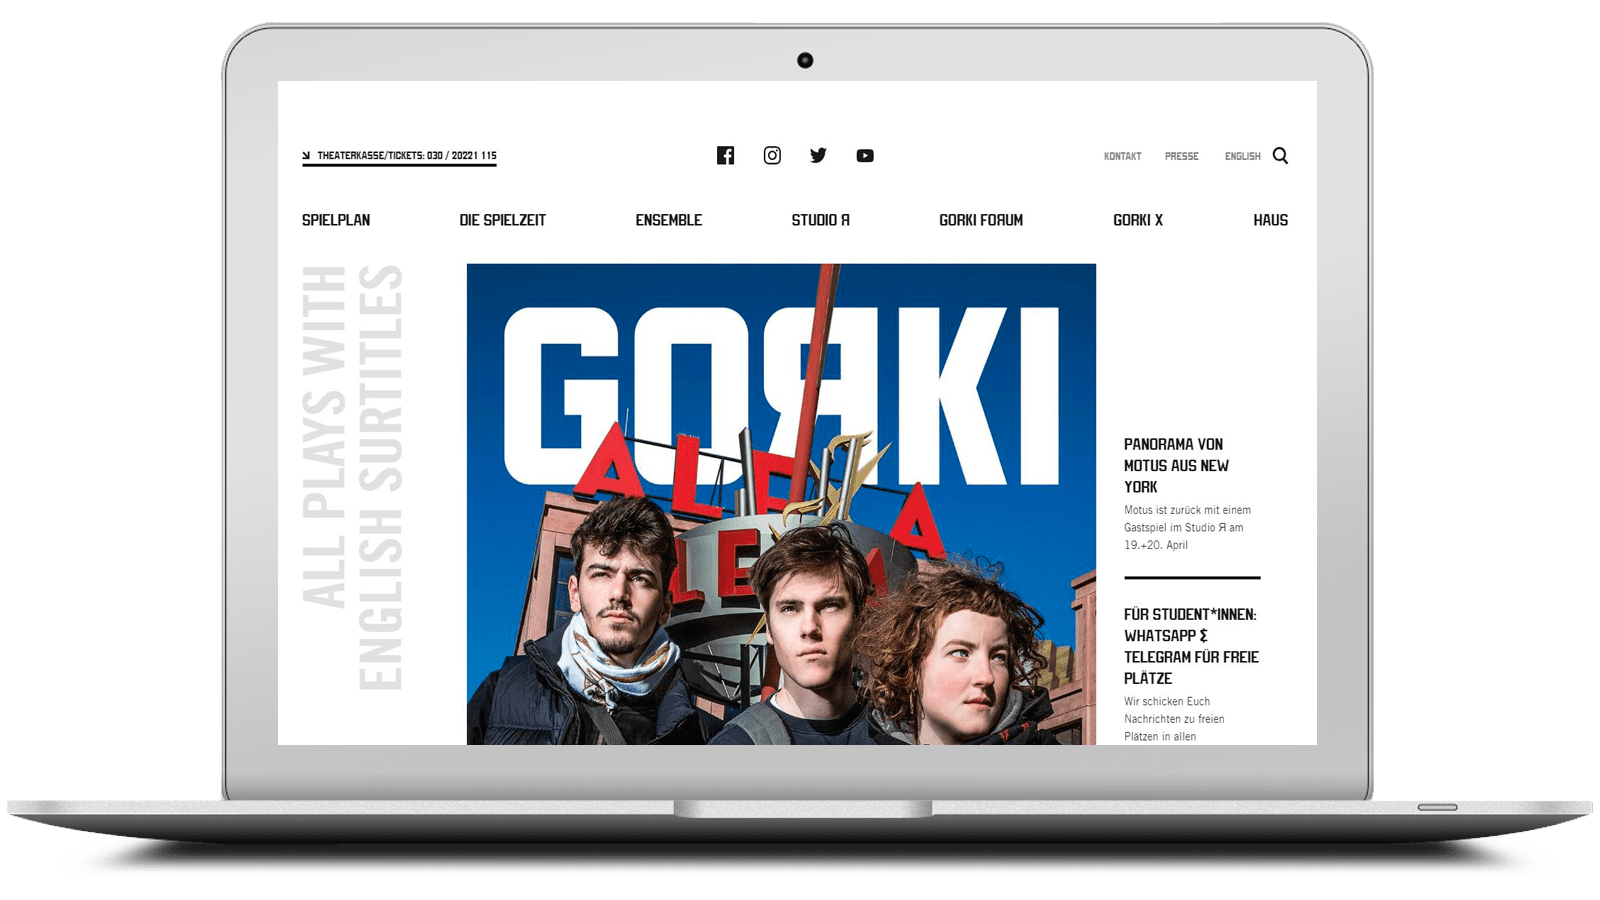 THEATERKASSE/TICKETS: 030 / 20221 115
KONTAKT PRESSE ENGLISH
SPIELPLAN DIE SPIELZEIT ENSEMBLE STUDIO Я GORKI FOЯUM GORKI X HAUS
ALL PLAYS WITH
ENGLISH SURTITLES
GOЯKI
ALEXA
ALEXA
PANORAMA VON
MOTUS AUS NEW
YORK
Motus ist zurück mit einem
Gastspiel im Studio Я am
19.+20. April
FÜR STUDENT*INNEN:
WHATSAPP &
TELEGRAM FÜR FREIE
PLÄTZE
Wir schicken Euch
Nachrichten zu freien
Plätzen in allen